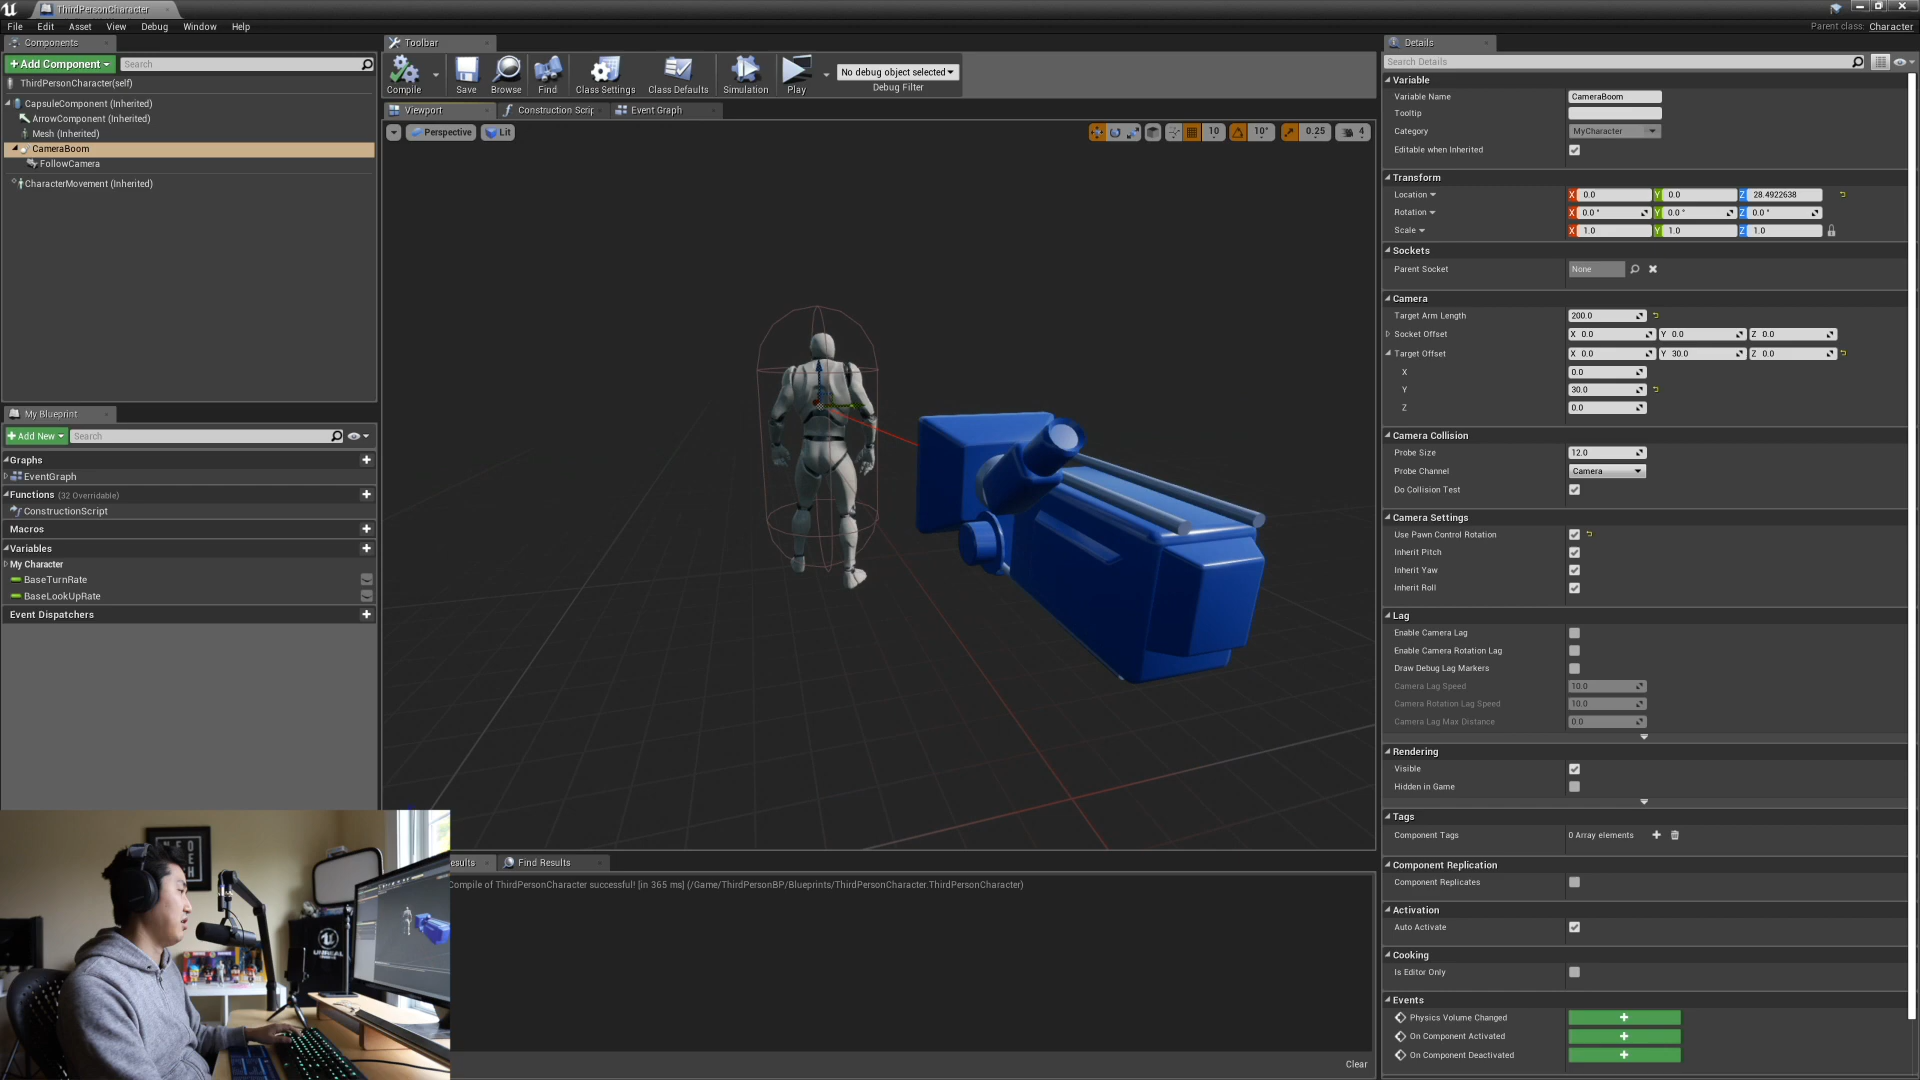 ThirdPersonCharacter
File Edit Asset View Debug Window Help
Parent class: Character
Components
+ Add Component
Search
ThirdPersonCharacter(self)
CapsuleComponent (Inherited)
ArrowComponent (Inherited)
Mesh (Inherited)
CameraBoom
FollowCamera
CharacterMovement (Inherited)
My Blueprint
+ Add New
Search
Graphs
EventGraph
Functions (32 Overridable)
ConstructionScript
Macros
Variables
My Character
BaseTurnRate
BaseLookUpRate
Event Dispatchers
Toolbar
Compile
Save
Browse
Find
Class Settings
Class Defaults
Simulation
Play
No debug object selected
Debug Filter
Viewport
Construction Scrip
Event Graph
Perspective
Lit
10
10°
0.25
4
esults
Find Results
Compile of ThirdPersonCharacter successful! [in 365 ms] (/Game/ThirdPersonBP/Blueprints/ThirdPersonCharacter.ThirdPersonCharacter)
Clear
Details
Search Details
Variable
Variable Name CameraBoom
Tooltip
Category MyCharacter
Editable when Inherited
Transform
Location X 0.0 Y 0.0 Z 28.4922638
Rotation X 0.0 ° Y 0.0 ° Z 0.0 °
Scale X 1.0 Y 1.0 Z 1.0
Sockets
Parent Socket None
Camera
Target Arm Length 200.0
Socket Offset X 0.0 Y 0.0 Z 0.0
Target Offset X 0.0 Y 30.0 Z 0.0
X 0.0
Y 30.0
Z 0.0
Camera Collision
Probe Size 12.0
Probe Channel Camera
Do Collision Test
Camera Settings
Use Pawn Control Rotation
Inherit Pitch
Inherit Yaw
Inherit Roll
Lag
Enable Camera Lag
Enable Camera Rotation Lag
Draw Debug Lag Markers
Camera Lag Speed 10.0
Camera Rotation Lag Speed 10.0
Camera Lag Max Distance 0.0
Rendering
Visible
Hidden in Game
Tags
Component Tags 0 Array elements
Component Replication
Component Replicates
Activation
Auto Activate
Cooking
Is Editor Only
Events
Physics Volume Changed
On Component Activated
On Component Deactivated
UNREAL